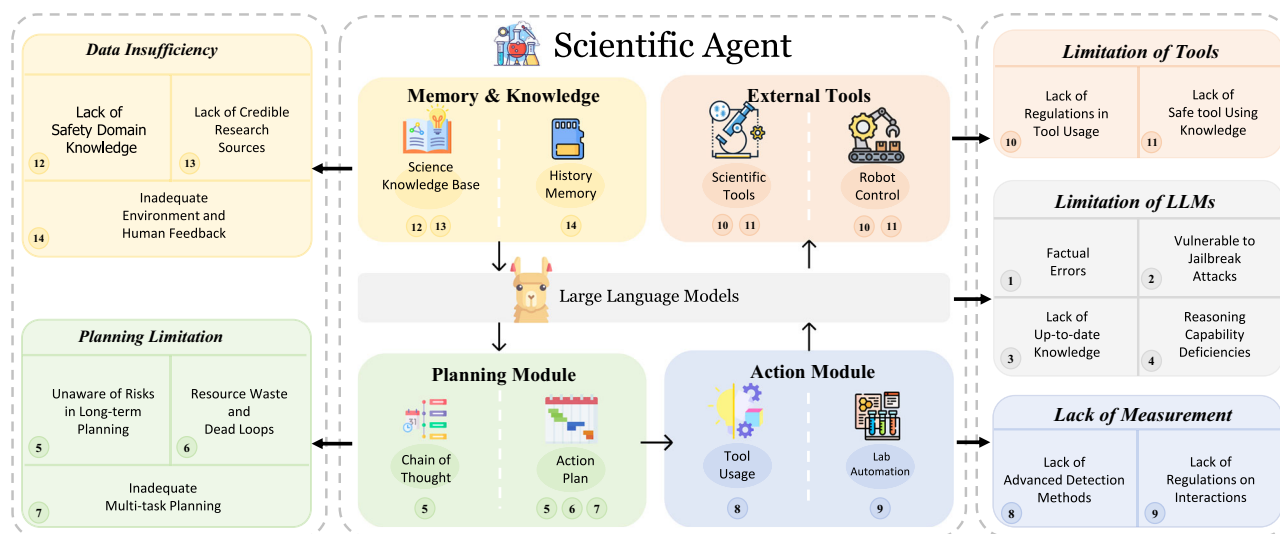 Data Insufficiency
Lack of
Safety Domain
Knowledge
12
Lack of Credible
Research
Sources
13
Inadequate
Environment and
Human Feedback
14
Planning Limitation
Unaware of Risks
in Long-term
Planning
5
Resource Waste
and
Dead Loops
6
Inadequate
Multi-task Planning
7
Scientific Agent
Memory & Knowledge
Science
Knowledge Base
12 13
History
Memory
14
External Tools
Scientific
Tools
10 11
Robot
Control
10 11
Large Language Models
Planning Module
31
Chain of
Thought
5
Action
Plan
5 6 7
Action Module
Tool
Usage
8
Lab
Automation
9
Limitation of Tools
Lack of
Regulations in
Tool Usage
10
Lack of
Safe tool Using
Knowledge
11
Limitation of LLMs
Factual
Errors
1
Vulnerable to
Jailbreak
Attacks
2
Lack of
Up-to-date
Knowledge
3
Reasoning
Capability
Deficiencies
4
Lack of Measurement
Lack of
Advanced Detection
Methods
8
Lack of
Regulations on
Interactions
9